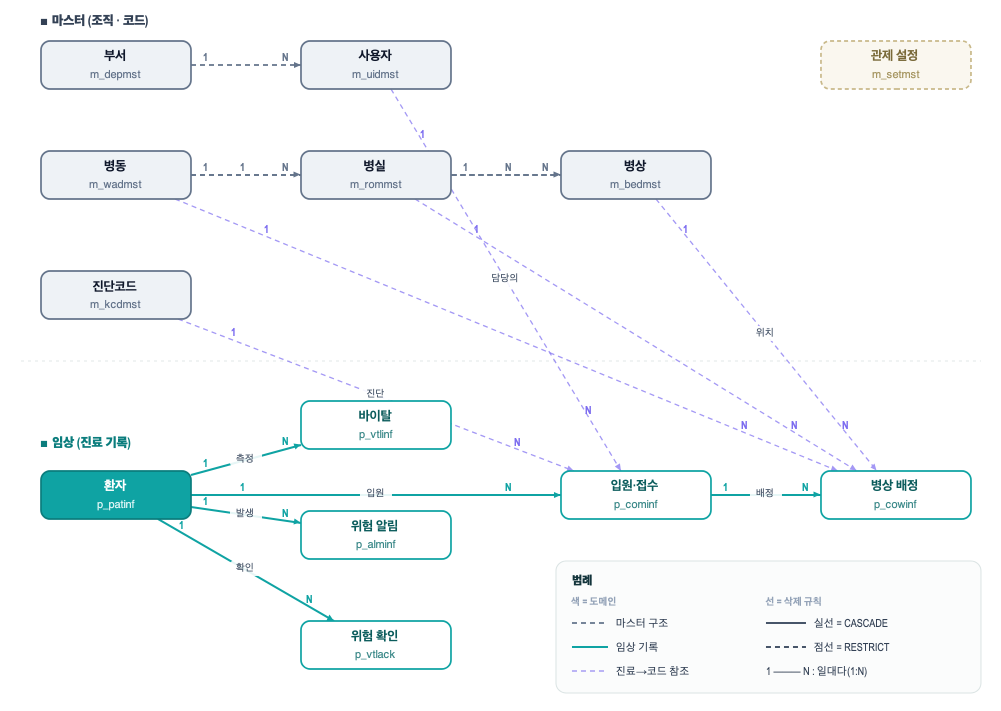 ■ 마스터 (조직 · 코드)
부서
m_depmst
1
N
사용자
m_uidmst
관제 설정
m_setmst
1
병동
m_wadmst
1
1
N
병실
m_rommst
1
N
N
병상
m_bedmst
1
1
1
담당의
진단코드
m_kcdmst
1
위치
진단
바이탈
p_vtlinf
N
N
N
N
N
■ 임상 (진료 기록)
환자
p_patinf
1
측정
N
1
입원
N
입원·접수
p_cominf
1
배정
N
병상 배정
p_cowinf
1
발생
N
위험 알림
p_alminf
1
확인
N
위험 확인
p_vtlack
범례
색 = 도메인
선 = 삭제 규칙
마스터 구조
실선 = CASCADE
임상 기록
점선 = RESTRICT
진료→코드 참조
1 ——— N : 일대다(1:N)